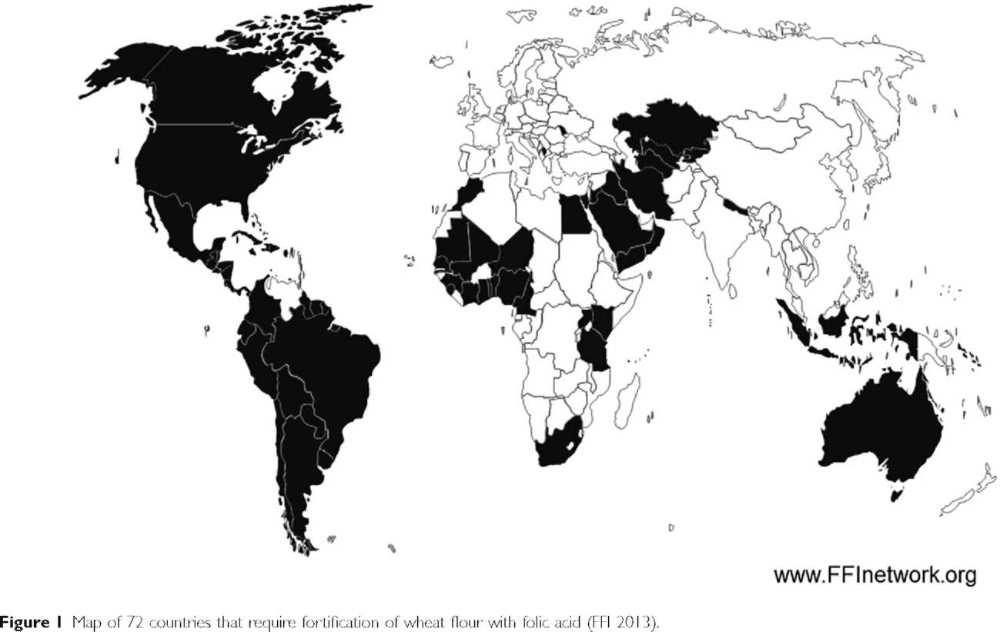 www.FFInetwork.org
Figure 1 Map of 72 countries that require fortification of wheat flour with folic acid (FFI 2013).